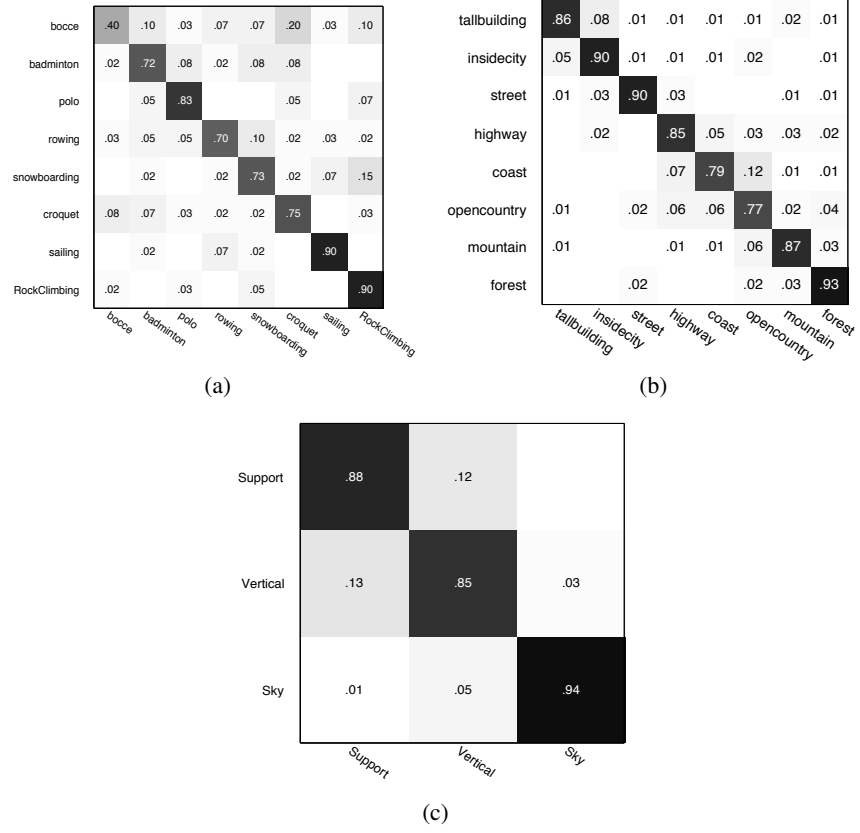 bocce .40 .10 .03 .07 .07 .20 .03 .10
badminton .02 .72 .08 .02 .08 .08
polo .05 .83 .05 .07
rowing .03 .05 .05 .70 .10 .02 .03 .02
snowboarding .02 .02 .73 .02 .07 .15
croquet .08 .07 .03 .02 .02 .75 .03
sailing .02 .07 .02 .90
RockClimbing .02 .03 .05 .90
bocce badminton polo rowing snowboarding croquet sailing RockClimbing
(a)
tallbuilding .86 .08 .01 .01 .01 .01 .02 .01
insidecity .05 .90 .01 .01 .01 .02 .01
street .01 .03 .90 .03 .01 .01
highway .02 .85 .05 .03 .03 .02
coast .07 .79 .12 .01 .01
opencountry .01 .02 .06 .06 .77 .02 .04
mountain .01 .01 .01 .06 .87 .03
forest .02 .02 .03 .93
tallbuilding insidecity street highway coast opencountry mountain forest
(b)
Support .88 .12
Vertical .13 .85 .03
Sky .01 .05 .94
Support Vertical Sky
(c)